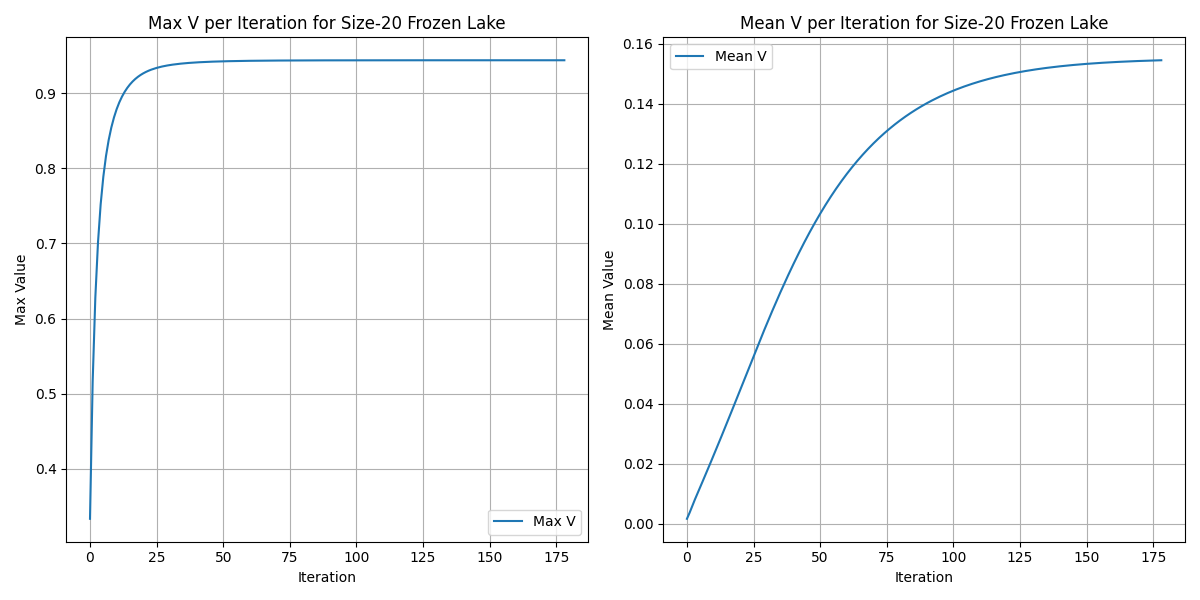 Max V per Iteration for Size-20 Frozen Lake
Max Value
0.9
0.8
0.7
0.6
0.5
0.4
Max V
0 25 50 75 100 125 150 175
Iteration
Mean V per Iteration for Size-20 Frozen Lake
Mean Value
0.16
0.14
0.12
0.10
0.08
0.06
0.04
0.02
0.00
Mean V
0 25 50 75 100 125 150 175
Iteration